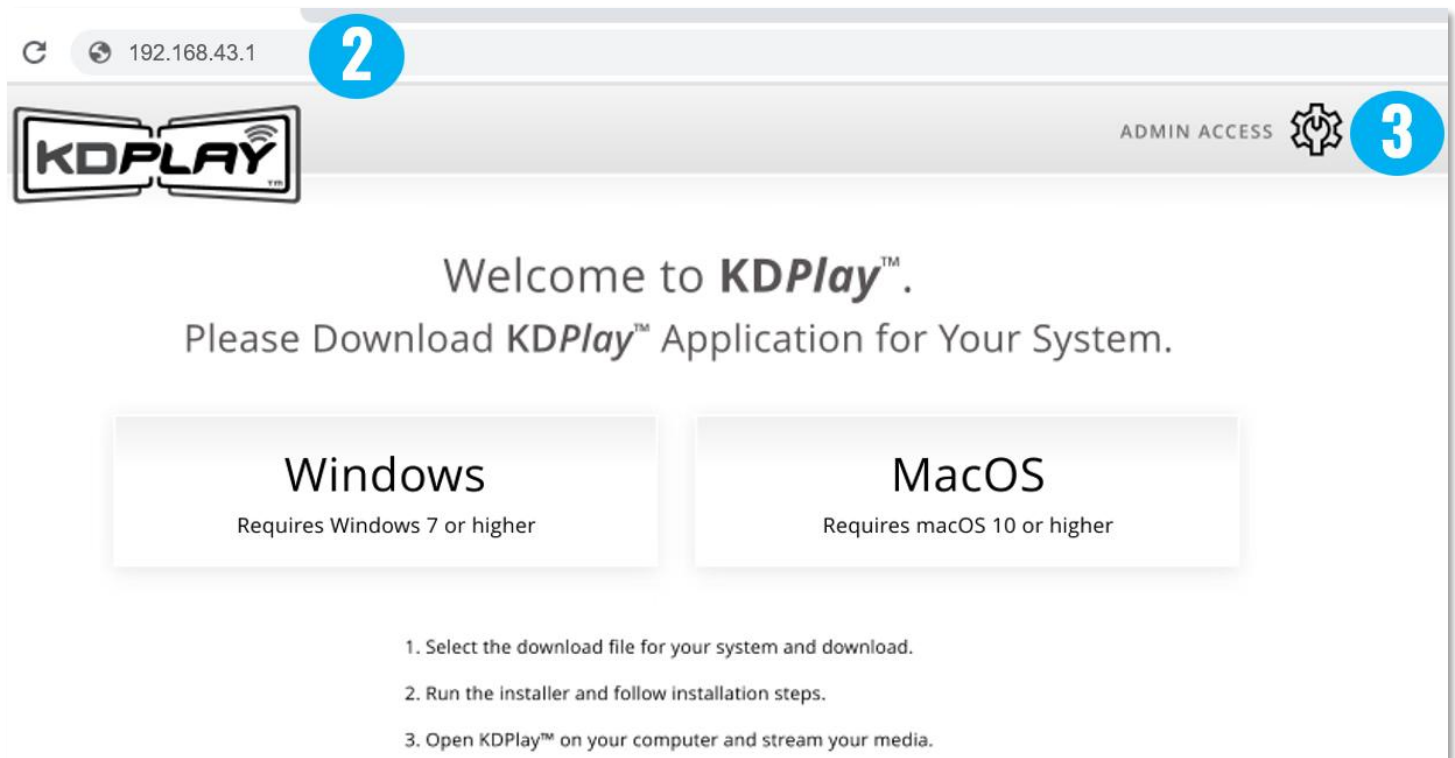 192.168.43.1
2
KDPLAY
TM
ADMIN ACCESS
3
Welcome to KDPlay™.
Please Download KDPlay™ Application for Your System.
Windows
Requires Windows 7 or higher
MacOS
Requires macOS 10 or higher
1. Select the download file for your system and download.
2. Run the installer and follow installation steps.
3. Open KDPlay™ on your computer and stream your media.